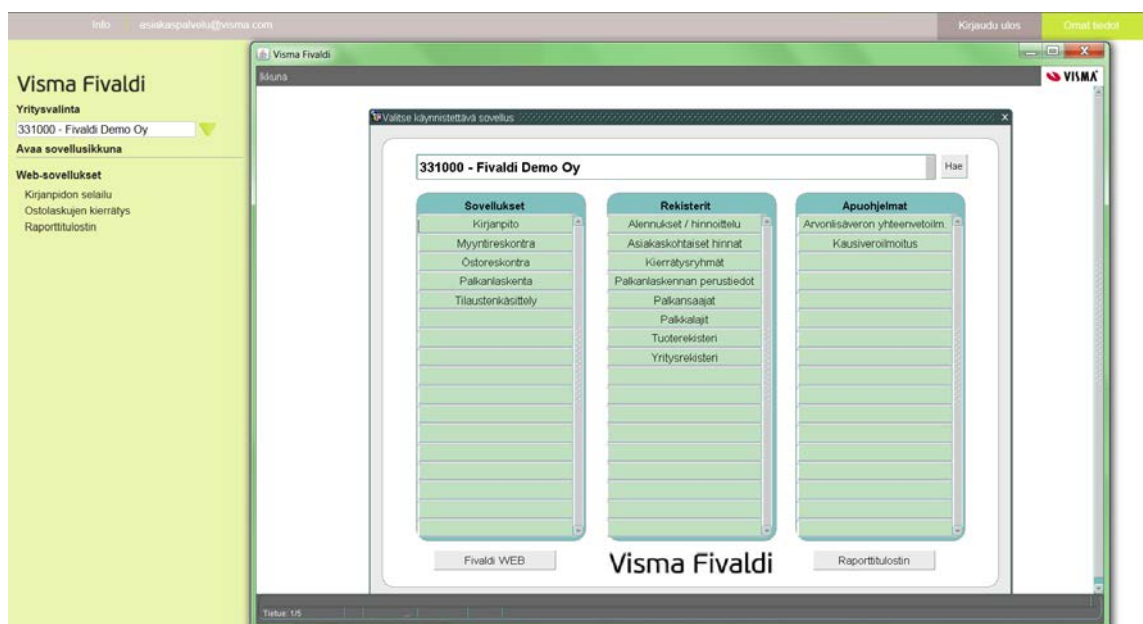 Info asiakaspalvelu@visma.com Kirjaudu ulos Omat tiedot
Visma Fivaldi
Yritysvalinta
331000 - Fivaldi Demo Oy
Avaa sovellusikkuna
Web-sovellukset
Kirjanpidon selailu
Ostolaskujen kierrätys
Raporttitulostin
Visma Fivaldi
Ikkuna
VISMA
Valitse käynnistettävä sovellus
331000 - Fivaldi Demo Oy
Hae
Sovellukset
Kirjanpito
Myyntireskontra
Ostoreskontra
Palkanlaskenta
Tilaustenkäsittely
Rekisterit
Alennukset / hinnoittelu
Asiakaskohtaiset hinnat
Kierrätysryhmät
Palkanlaskennan perustiedot
Palkansaajat
Palkkalajit
Tuoterekisteri
Yritysrekisteri
Apuohjelmat
Arvonlisäveron yhteenvetoilm.
Kausiveroilmoitus
Fivaldi WEB
Visma Fivaldi
Raporttitulostin
Tietue: 1/5